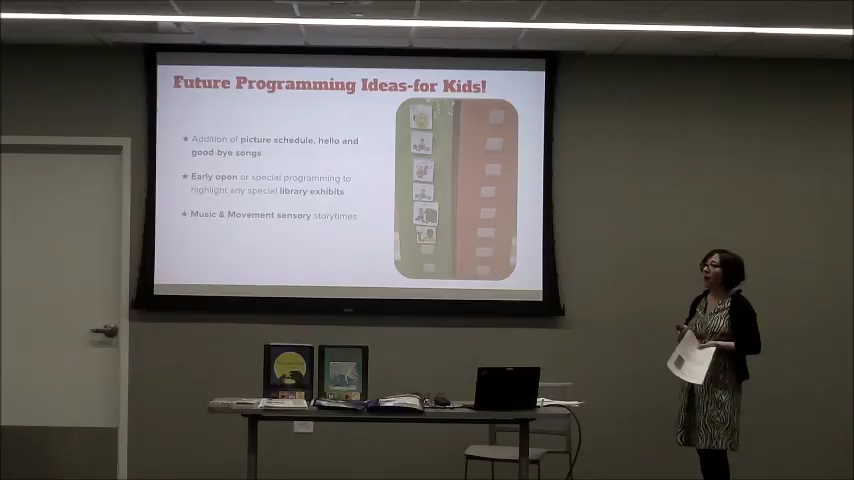 Future Programming Ideas-for Kids!
★ Addition of picture schedule, hello and
good-bye songs
★ Early open or special programming to
highlight any special library exhibits
★ Music & Movement sensory storytimes